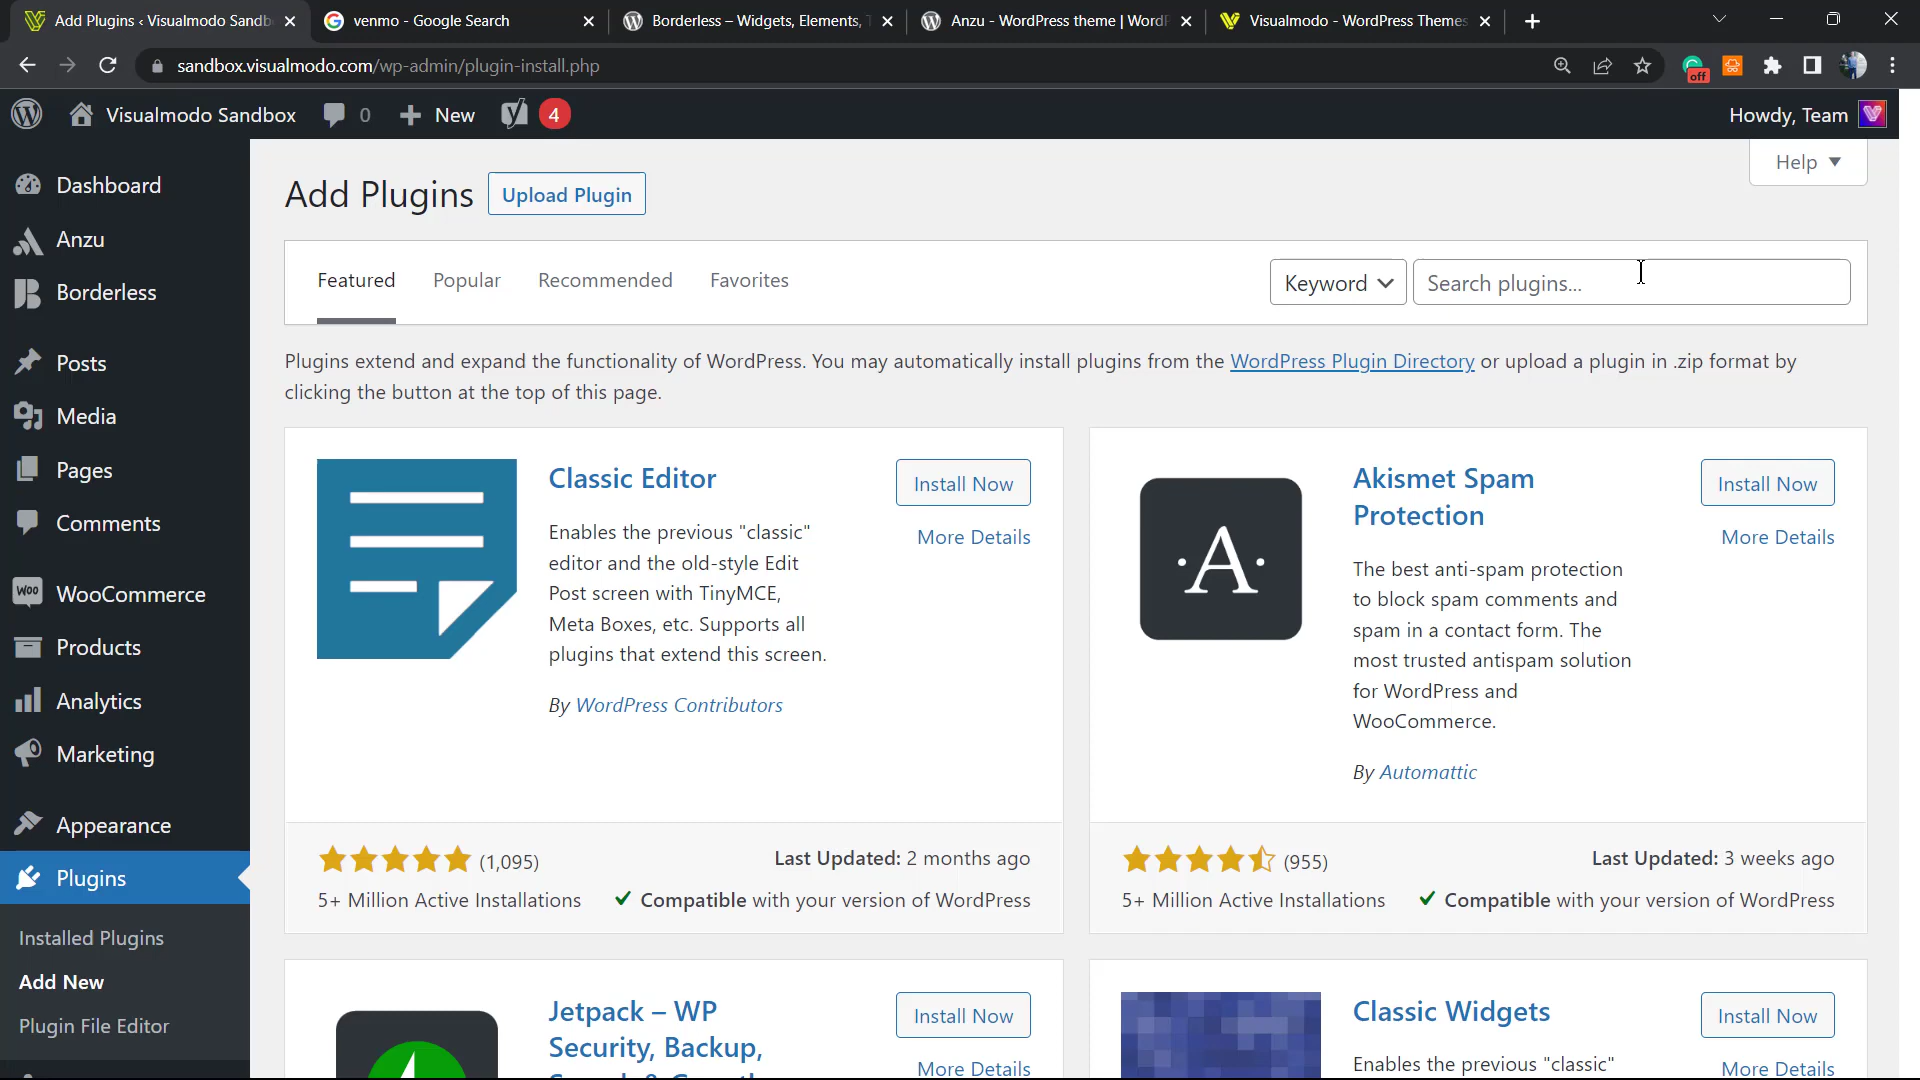 Add Plugins ‹ Visualmodo Sandb
venmo - Google Search
Borderless – Widgets, Elements, T
Anzu - WordPress theme | WordP
Visualmodo - WordPress Themes
sandbox.visualmodo.com/wp-admin/plugin-install.php
off
Visualmodo Sandbox
0
New
4
Howdy, Team
Dashboard
Anzu
Borderless
Posts
Media
Pages
Comments
Woo
WooCommerce
Products
Analytics
Marketing
Appearance
Plugins
Installed Plugins
Add New
Plugin File Editor
Help
Add Plugins
Upload Plugin
Featured
Popular
Recommended
Favorites
Keyword
Search plugins...
Plugins extend and expand the functionality of WordPress. You may automatically install plugins from the WordPress Plugin Directory or upload a plugin in .zip format by
clicking the button at the top of this page.
Classic Editor
Install Now
More Details
Enables the previous "classic"
editor and the old-style Edit
Post screen with TinyMCE,
Meta Boxes, etc. Supports all
plugins that extend this screen.
By WordPress Contributors
(1,095)
Last Updated: 2 months ago
5+ Million Active Installations
Compatible with your version of WordPress
·A·
Akismet Spam
Protection
Install Now
More Details
The best anti-spam protection
to block spam comments and
spam in a contact form. The
most trusted antispam solution
for WordPress and
WooCommerce.
By Automattic
(955)
Last Updated: 3 weeks ago
5+ Million Active Installations
Compatible with your version of WordPress
Jetpack – WP
Security, Backup,
Install Now
More Details
Classic Widgets
Install Now
Enables the previous "classic"
More Details